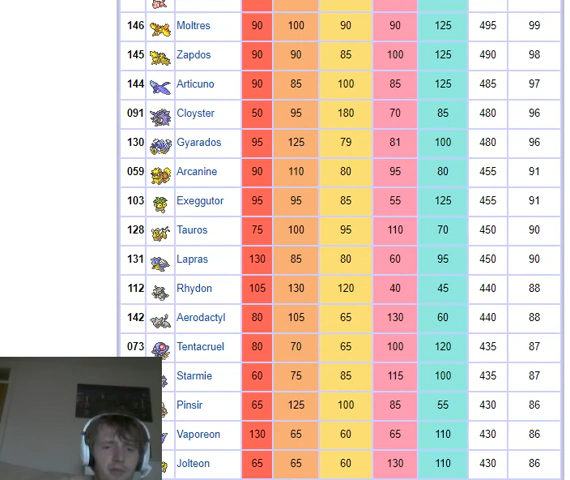 146 Moltres 90 100 90 90 125 495 99
145 Zapdos 90 90 85 100 125 490 98
144 Articuno 90 85 100 85 125 485 97
091 Cloyster 50 95 180 70 85 480 96
130 Gyarados 95 125 79 81 100 480 96
059 Arcanine 90 110 80 95 80 455 91
103 Exeggutor 95 95 85 55 125 455 91
128 Tauros 75 100 95 110 70 450 90
131 Lapras 130 85 80 60 95 450 90
112 Rhydon 105 130 120 40 45 440 88
142 Aerodactyl 80 105 65 130 60 440 88
073 Tentacruel 80 70 65 100 120 435 87
Starmie 60 75 85 115 100 435 87
Pinsir 65 125 100 85 55 430 86
Vaporeon 130 65 60 65 110 430 86
Jolteon 65 65 60 130 110 430 86